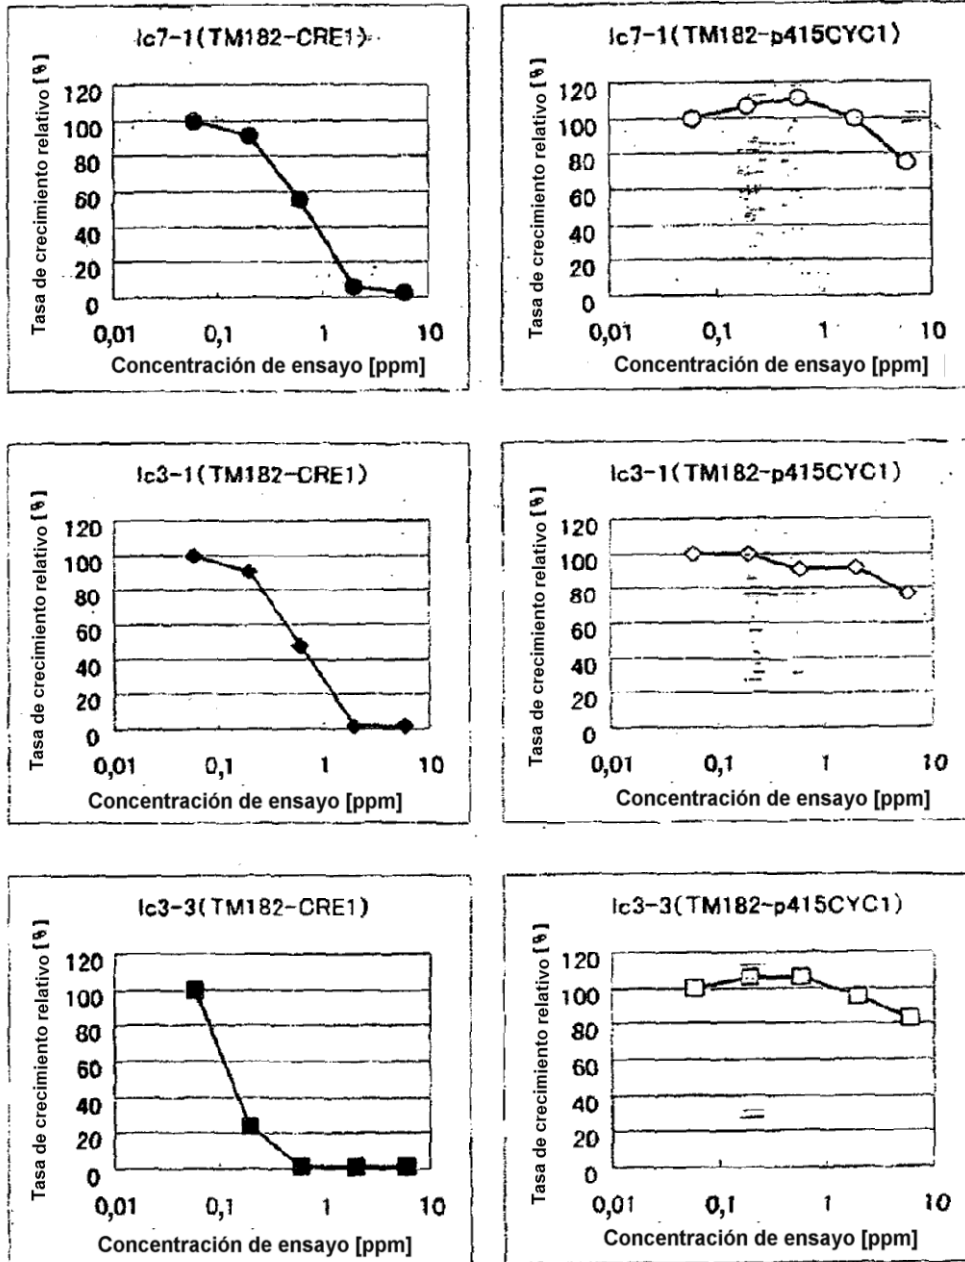 Ic7-1(TM182-CRE1)
Tasa de crecimiento relativo [%]
120
100
80
60
40
20
0
0,01 0,1 1 10
Concentración de ensayo [ppm]
Ic7-1(TM182-p415CYC1)
Tasa de crecimiento relativo [%]
120
100
80
60
40
20
0
0,01 0,1 1 10
Concentración de ensayo [ppm]
Ic3-1(TM182-CRE1)
Tasa de crecimiento relativo [%]
120
100
80
60
40
20
0
0,01 0,1 1 10
Concentración de ensayo [ppm]
Ic3-1(TM182-p415CYC1)
Tasa de crecimiento relativo [%]
120
100
80
60
40
20
0
0,01 0,1 1 10
Concentración de ensayo [ppm]
Ic3-3(TM182-CRE1)
Tasa de crecimiento relativo [%]
120
100
80
60
40
20
0
0,01 0,1 1 10
Concentración de ensayo [ppm]
Ic3-3(TM182-p415CYC1)
Tasa de crecimiento relativo [%]
120
100
80
60
40
20
0
0,01 0,1 1 10
Concentración de ensayo [ppm]